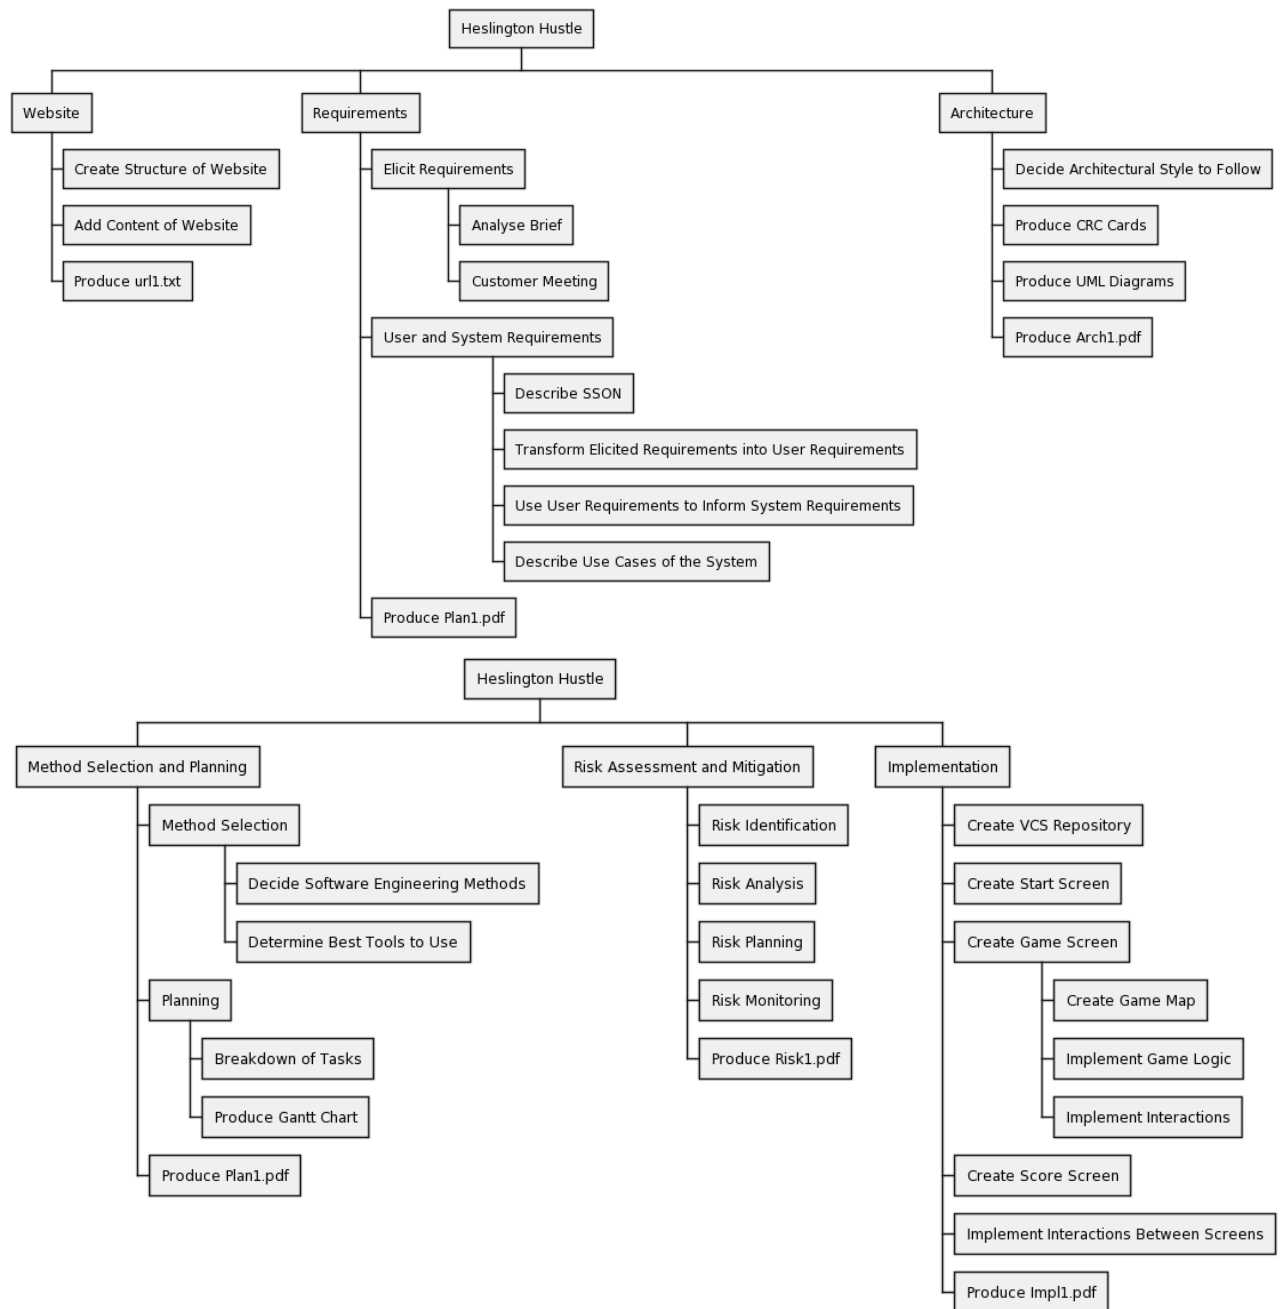 Heslington Hustle
Website
Requirements
Architecture
Create Structure of Website
Add Content of Website
Produce url1.txt
Elicit Requirements
Analyse Brief
Customer Meeting
User and System Requirements
Describe SSON
Transform Elicited Requirements into User Requirements
Use User Requirements to Inform System Requirements
Describe Use Cases of the System
Produce Plan1.pdf
Decide Architectural Style to Follow
Produce CRC Cards
Produce UML Diagrams
Produce Arch1.pdf
Heslington Hustle
Method Selection and Planning
Risk Assessment and Mitigation
Implementation
Method Selection
Decide Software Engineering Methods
Determine Best Tools to Use
Planning
Breakdown of Tasks
Produce Gantt Chart
Produce Plan1.pdf
Risk Identification
Risk Analysis
Risk Planning
Risk Monitoring
Produce Risk1.pdf
Create VCS Repository
Create Start Screen
Create Game Screen
Create Game Map
Implement Game Logic
Implement Interactions
Create Score Screen
Implement Interactions Between Screens
Produce Impl1.pdf